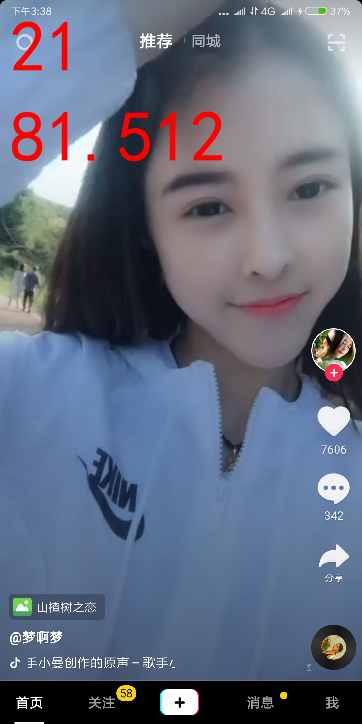 下午3:38
4G
37%
21
推荐
同城
81.512
NIKE
7606
342
分享
山楂树之恋
@梦啊梦
手小曼创作的原声 – 歌手小
首页
关注
58
消息
我